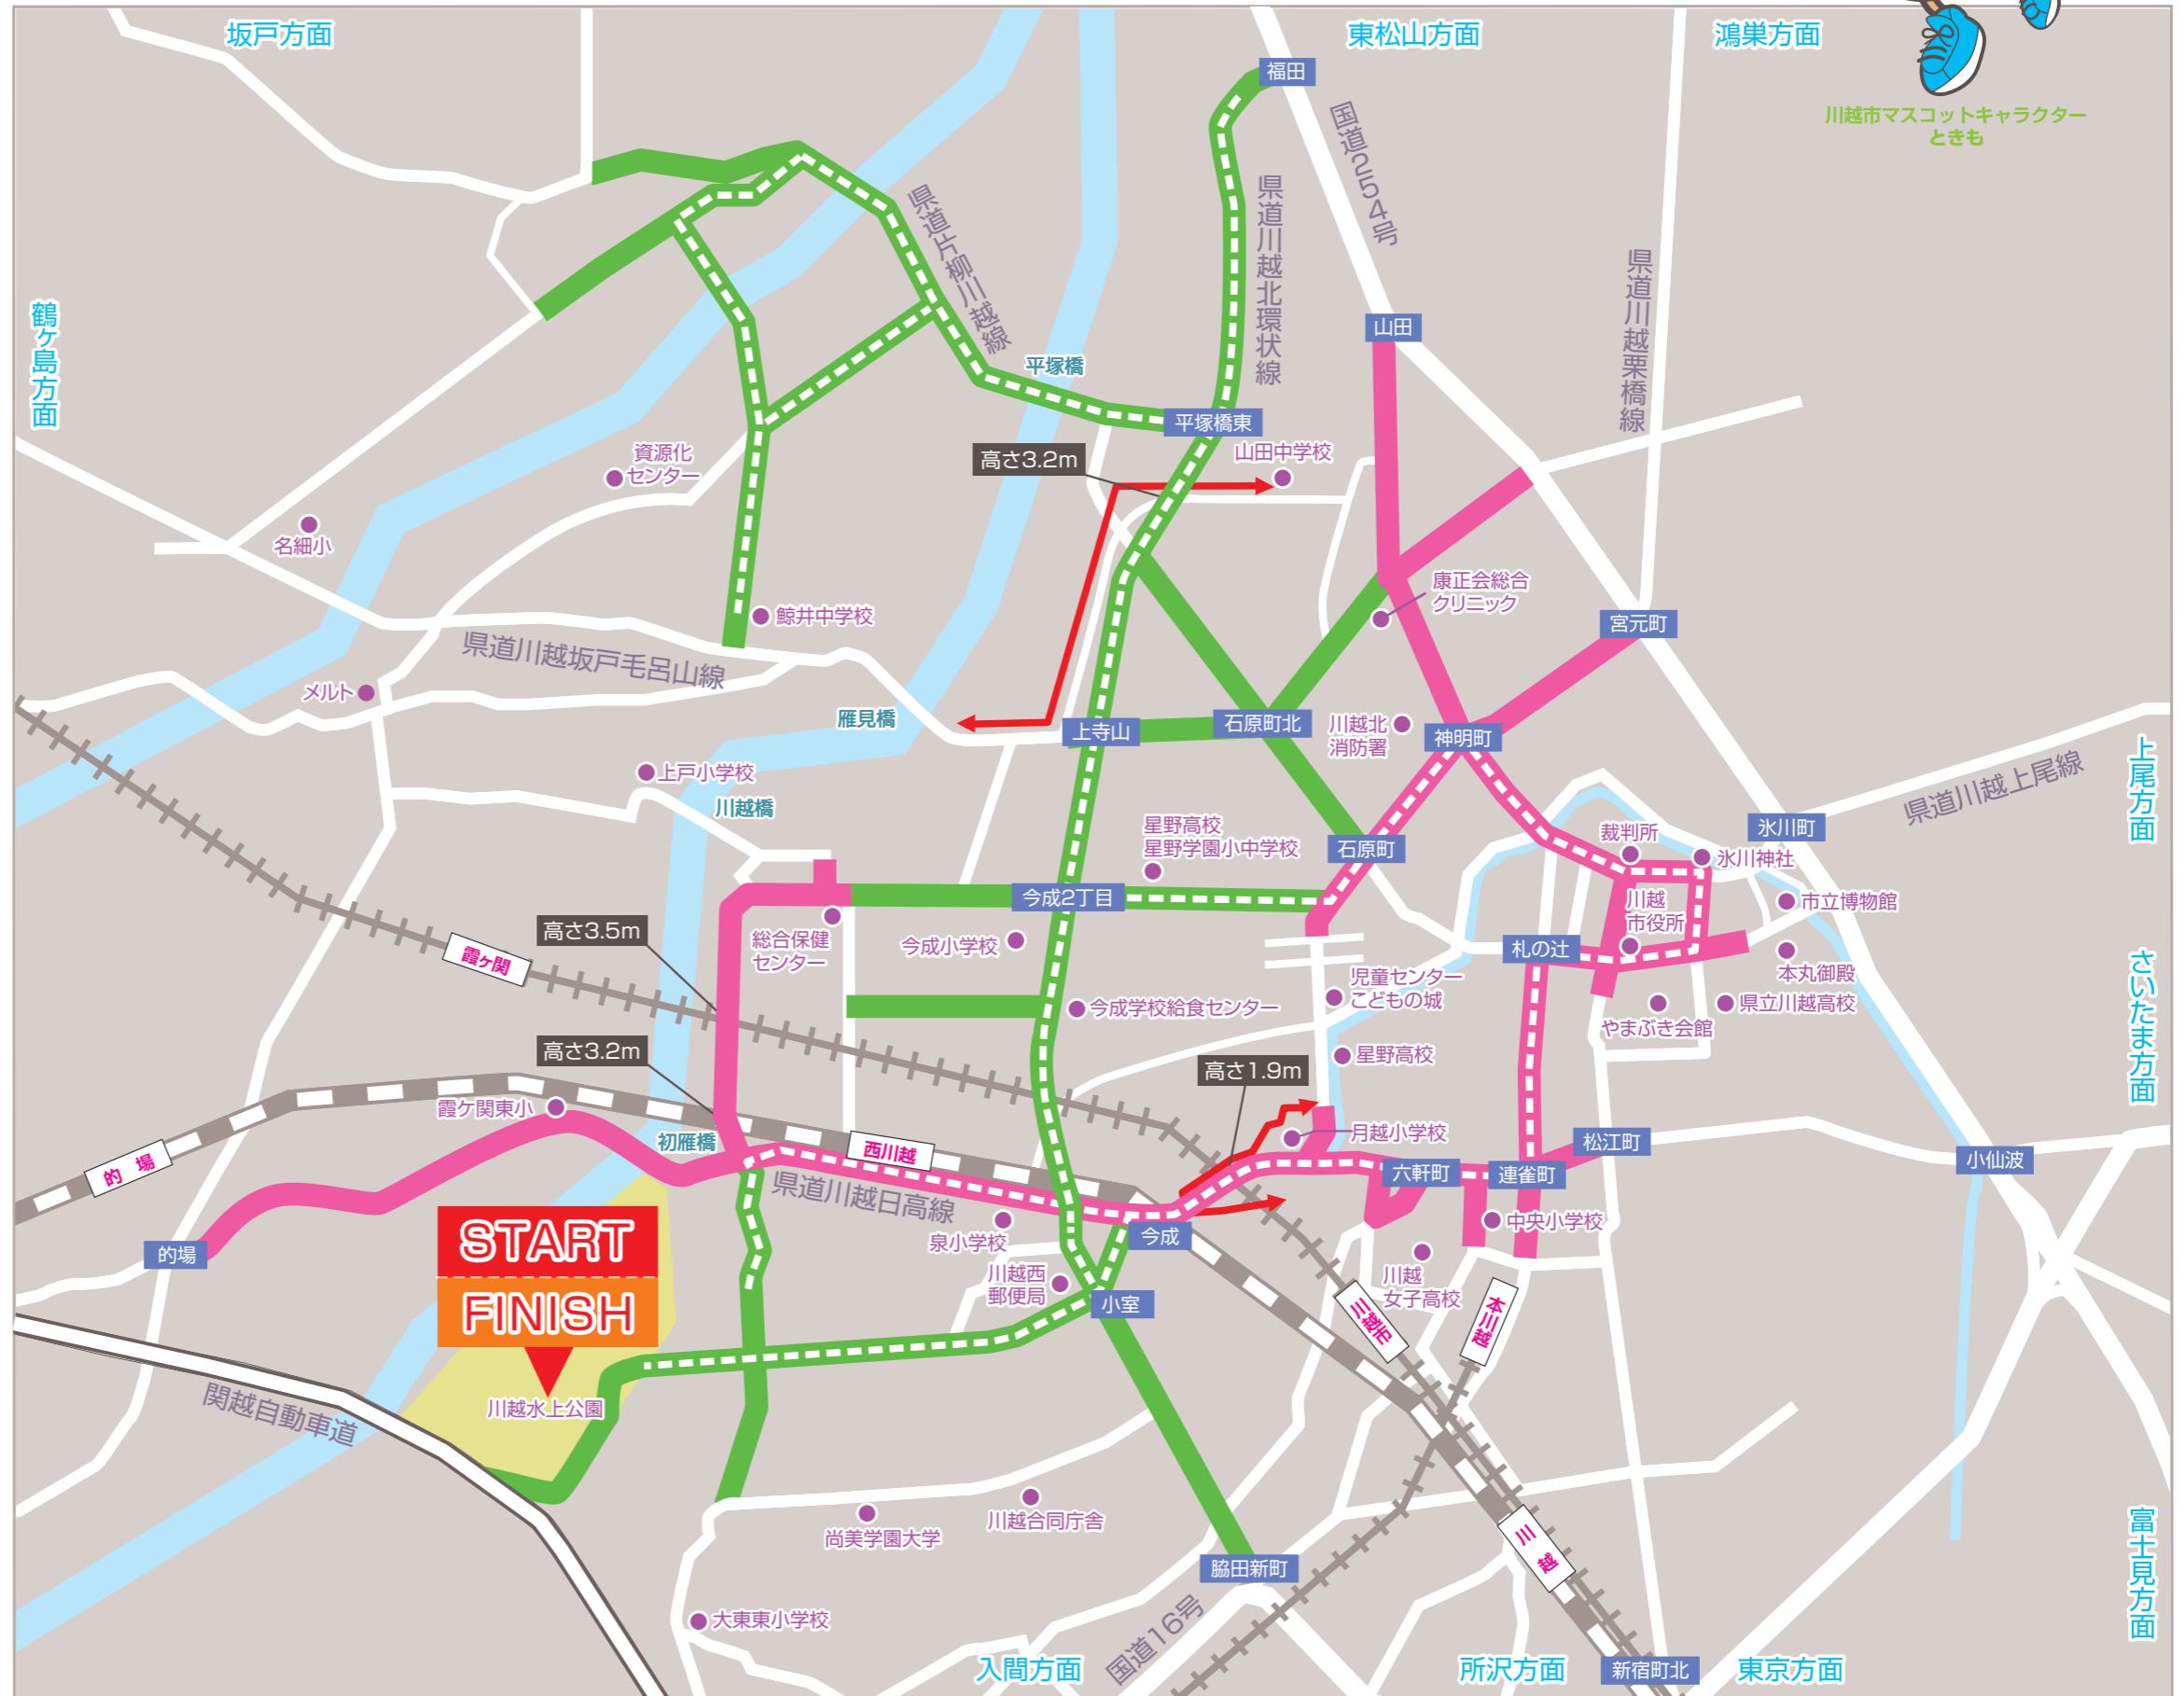 坂戸方面
東松山方面
鴻巣方面
川越市マスコットキャラクター
ときも
福田
国道254号
県道片柳川越線
県道川越北環状線
県道川越栗橋線
鶴ヶ島方面
山田
平塚橋
平塚橋東
高さ3.2m
山田中学校
資源化
センター
名細小
康正会総合
クリニック
鯨井中学校
宮元町
県道川越坂戸毛呂山線
メルト
雁見橋
上寺山
石原町北
川越北
消防署
神明町
上尾方面
県道川越上尾線
上戸小学校
川越橋
星野高校
星野学園小中学校
石原町
裁判所
氷川町
氷川神社
今成2丁目
川越
市役所
市立博物館
高さ3.5m
総合保健
センター
今成小学校
札の辻
本丸御殿
さいたま方面
霞ヶ関
児童センター
こどもの城
今成学校給食センター
やまぶき会館
県立川越高校
高さ3.2m
星野高校
高さ1.9m
霞ケ関東小
初雁橋
月越小学校
松江町
小仙波
的場
西川越
六軒町
連雀町
県道川越日高線
中央小学校
START
FINISH
的場
泉小学校
今成
川越西
郵便局
小室
川越
女子高校
川越市
本川越
川越水上公園
関越自動車道
尚美学園大学
川越合同庁舎
川越
富士見方面
脇田新町
大東東小学校
国道16号
入間方面
所沢方面
新宿町北
東京方面